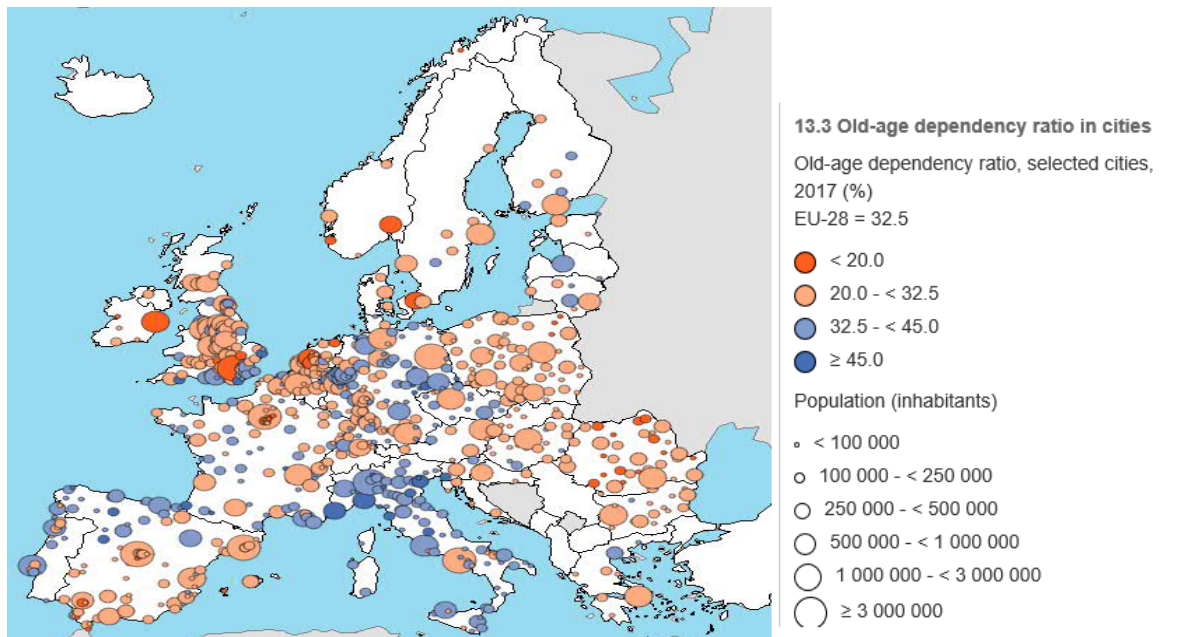 13.3 Old-age dependency ratio in cities
Old-age dependency ratio, selected cities,
2017 (%)
EU-28 = 32.5
< 20.0
20.0 - < 32.5
32.5 - < 45.0
≥ 45.0
Population (inhabitants)
< 100 000
100 000 - < 250 000
250 000 - < 500 000
500 000 - < 1 000 000
1 000 000 - < 3 000 000
≥ 3 000 000